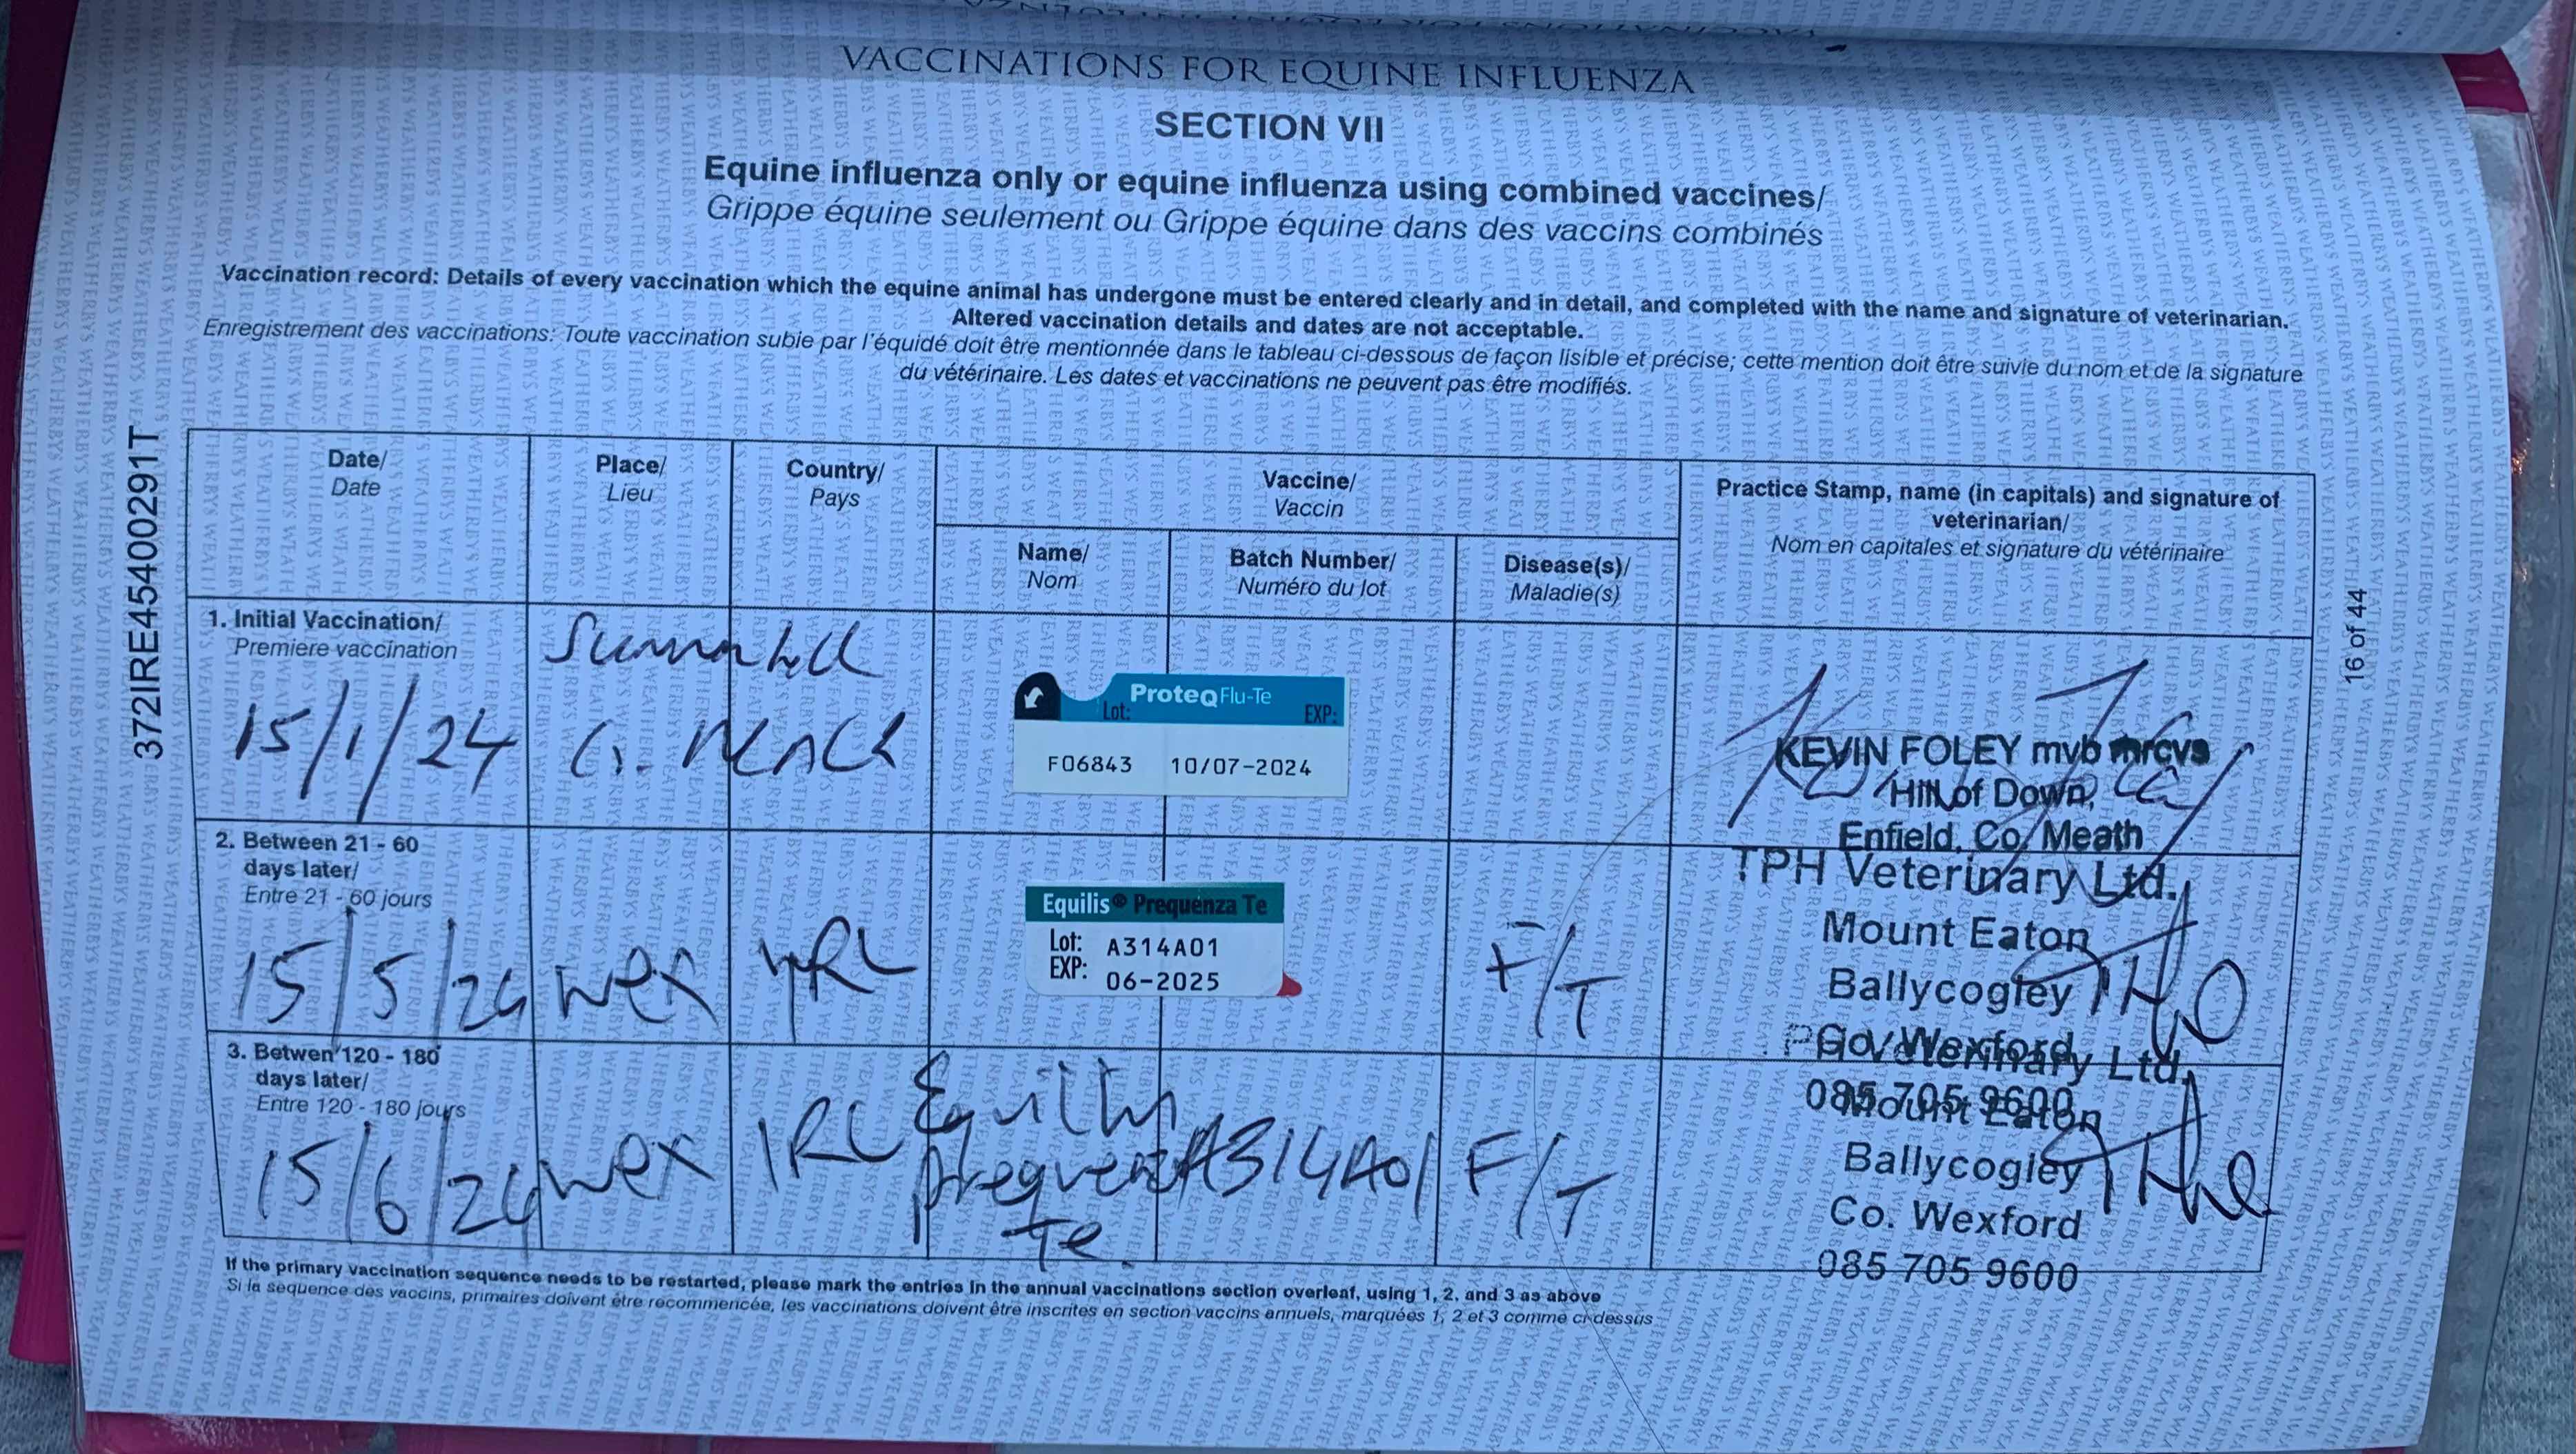 VACCINATIONS FOR EQUINE INFLUENZA
SECTION VII
Equine influenza only or equine influenza using combined vaccines/
Grippe équine seulement ou Grippe équine dans des vaccins combinés
Vaccination record: Details of every vaccination which the equine animal has undergone must be entered clearly and in detail, and completed with the name and signature of veterinarian.
Altered vaccination details and dates are not acceptable.
Enregistrement des vaccinations: Toute vaccination subie par l'équidé doit être mentionnée dans le tableau ci-dessous de façon lisible et précise; cette mention doit être suivie du nom et de la signature
du vétérinaire. Les dates et vaccinations ne peuvent pas être modifiés.
372IRE45400291T
16 of 44
Date/
Date
Place/
Lieu
Country/
Pays
Vaccine/
Vaccin
Name/
Nom
Batch Number/
Numéro du lot
Disease(s)/
Maladie(s)
Practice Stamp, name (in capitals) and signature of
veterinarian/
Nom en capitales et signature du vétérinaire
1. Initial Vaccination/
Premiere vaccination
15/1/24
Summerhill
Co. Meath
ProteqFlu-Te
Lot: EXP:
F06843 10/07-2024
KEVIN FOLEY mvb mrcvs
Hill of Down,
Enfield, Co. Meath
2. Between 21 - 60
days later/
Entre 21 - 60 jours
15/5/24
Wex
IRL
Equilis® Prequenza Te
Lot: A314A01
EXP: 06-2025
F/T
TPH Veterinary Ltd.
Mount Eaton
Ballycogley
Co. Wexford
085 705 9600
3. Betwen 120 - 180
days later/
Entre 120 - 180 jours
15/6/24
Wex
IRL
Equilis
Prequenza
Te
A314A01
F/T
Veterinary Ltd.
Mount Eaton
Ballycogley
Co. Wexford
085 705 9600
If the primary vaccination sequence needs to be restarted, please mark the entries in the annual vaccinations section overleaf, using 1, 2, and 3 as above
Si la sequence des vaccins, primaires doivent être recommencée, les vaccinations doivent être inscrites en section vaccins annuels, marquées 1, 2 et 3 comme ci-dessus